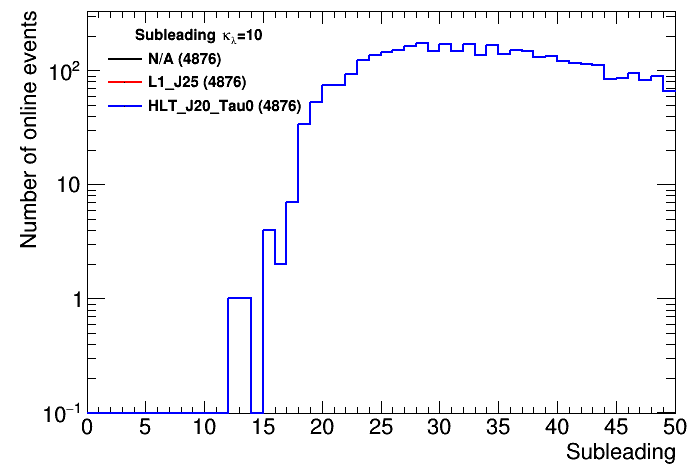 Number of online events
Subleading κλ=10
N/A (4876)
L1_J25 (4876)
HLT_J20_Tau0 (4876)
10²
10
1
10⁻¹
0 5 10 15 20 25 30 35 40 45 50
Subleading